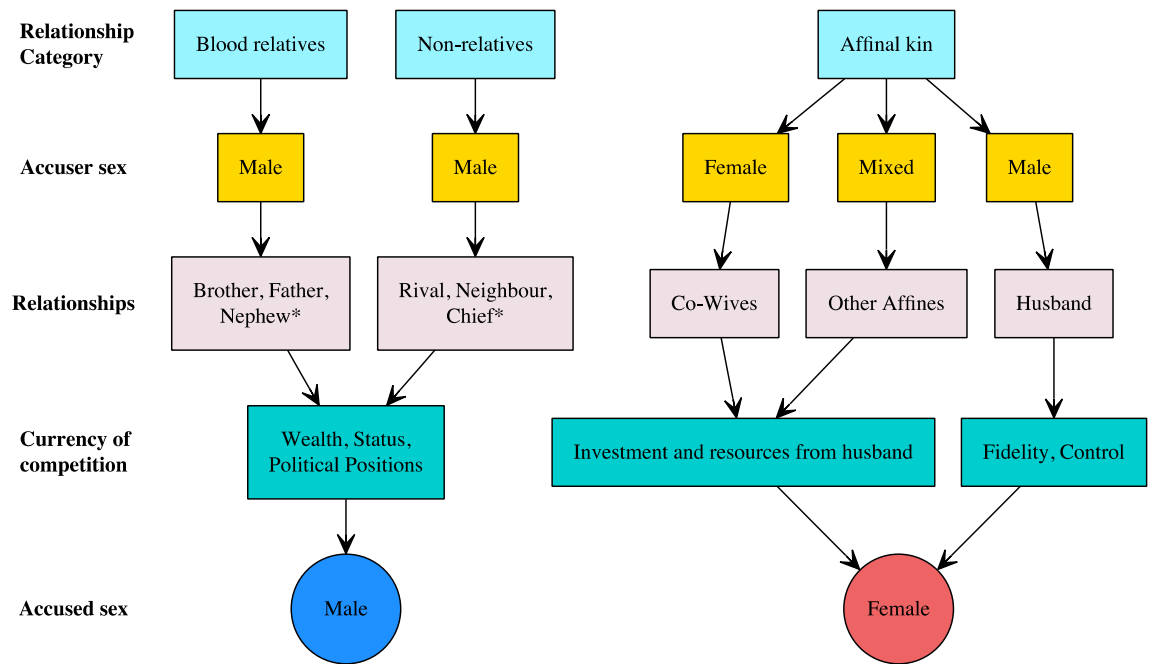 Relationship
Category
Blood relatives
Non-relatives
Affinal kin
Accuser sex
Male
Male
Female
Mixed
Male
Relationships
Brother, Father,
Nephew*
Rival, Neighbour,
Chief*
Co-Wives
Other Affines
Husband
Currency of
competition
Wealth, Status,
Political Positions
Investment and resources from husband
Fidelity, Control
Accused sex
Male
Female